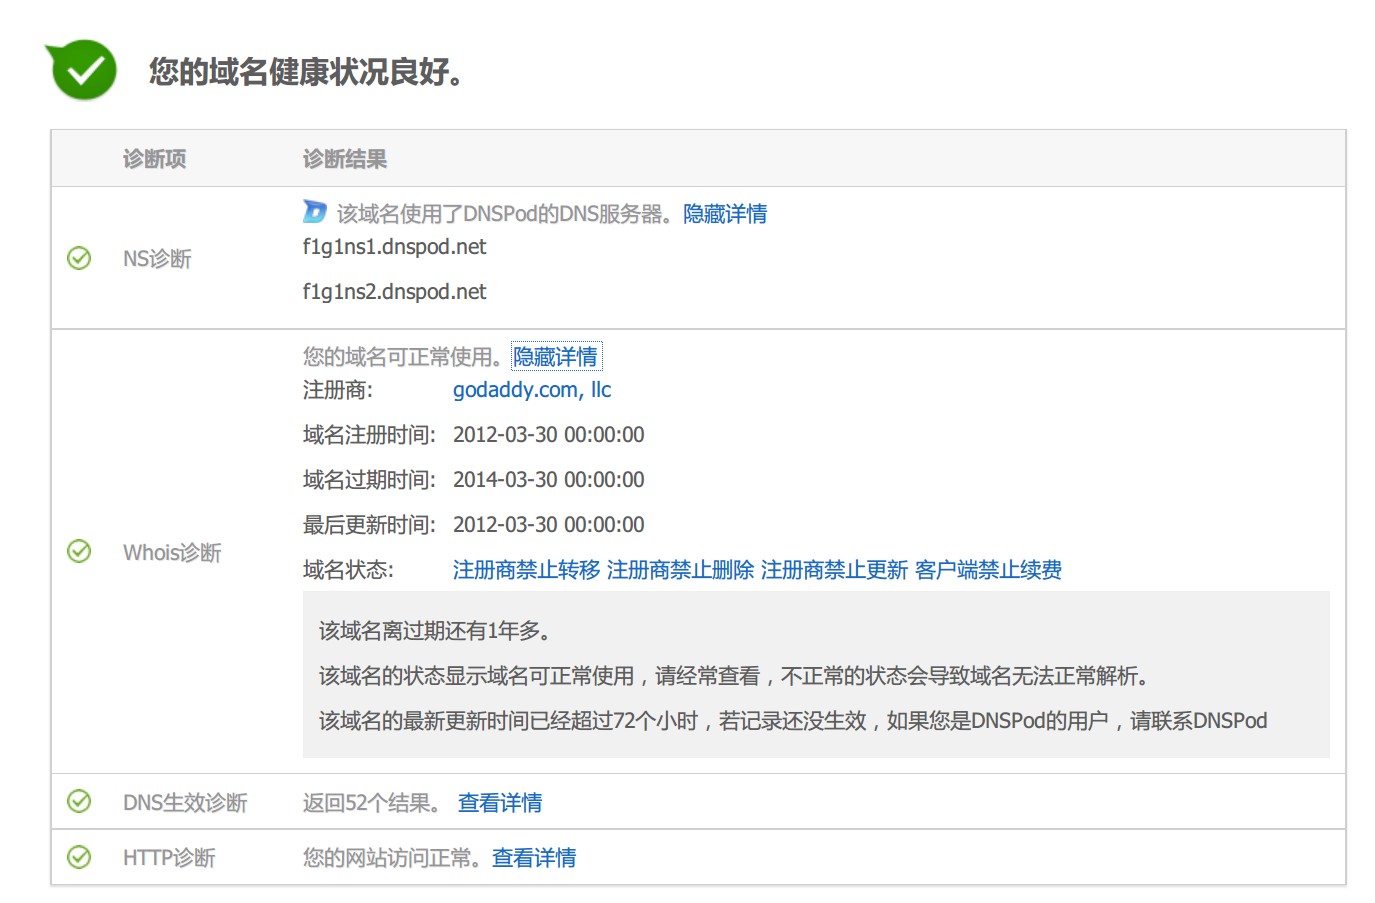 您的域名健康状况良好。
诊断项 诊断结果
该域名使用了DNSPod的DNS服务器。隐藏详情
f1g1ns1.dnspod.net
NS诊断
f1g1ns2.dnspod.net
您的域名可正常使用。隐藏详情
注册商: godaddy.com, llc
域名注册时间: 2012-03-30 00:00:00
域名过期时间: 2014-03-30 00:00:00
最后更新时间: 2012-03-30 00:00:00
Whois诊断
域名状态: 注册商禁止转移 注册商禁止删除 注册商禁止更新 客户端禁止续费
该域名离过期还有1年多。
该域名的状态显示域名可正常使用，请经常查看，不正常的状态会导致域名无法正常解析。
该域名的最新更新时间已经超过72个小时，若记录还没生效，如果您是DNSPod的用户，请联系DNSPod
DNS生效诊断 返回52个结果。 查看详情
HTTP诊断 您的网站访问正常。查看详情